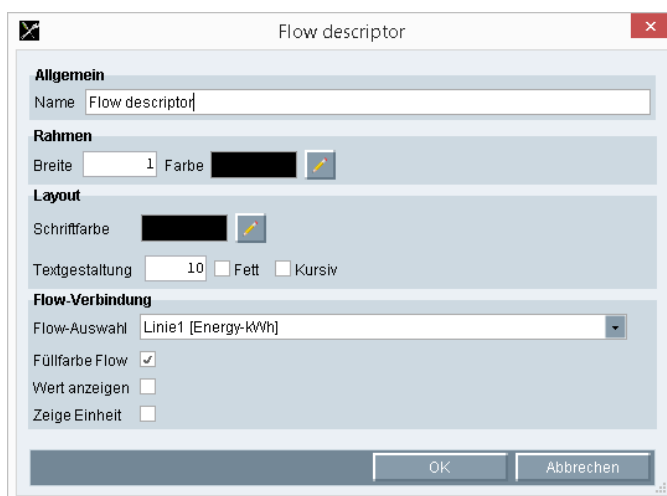 Flow descriptor
Allgemein
Name Flow descriptor
Rahmen
Breite 1 Farbe
Layout
Schriftfarbe
Textgestaltung 10 Fett Kursiv
Flow-Verbindung
Flow-Auswahl Linie1 [Energy-kWh]
Füllfarbe Flow
Wert anzeigen
Zeige Einheit
OK Abbrechen